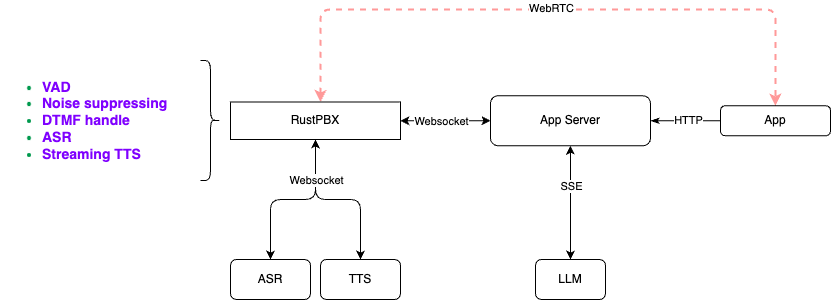 WebRTC
VAD
Noise suppressing
DTMF handle
ASR
Streaming TTS
RustPBX
Websocket
App Server
HTTP
App
Websocket
SSE
ASR
TTS
LLM